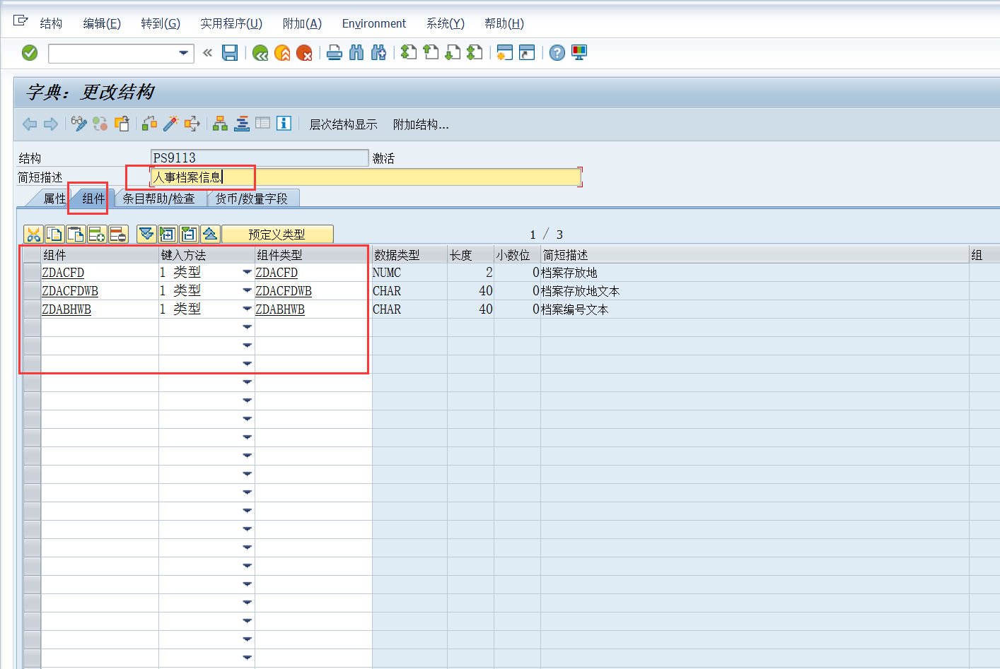 结构 编辑(E) 转到(G) 实用程序(U) 附加(A) Environment 系统(Y) 帮助(H)
字典：更改结构
层次结构显示 附加结构...
结构 PS9113 激活
简短描述 人事档案信息
属性 组件 条目帮助/检查 货币/数量字段
预定义类型 1 / 3
组件 键入方法 组件类型 数据类型 长度 小数位 简短描述 组
ZDACFD 1 类型 ZDACFD NUMC 2 0 档案存放地
ZDACFDWB 1 类型 ZDACFDWB CHAR 40 0 档案存放地文本
ZDABHWB 1 类型 ZDABHWB CHAR 40 0 档案编号文本